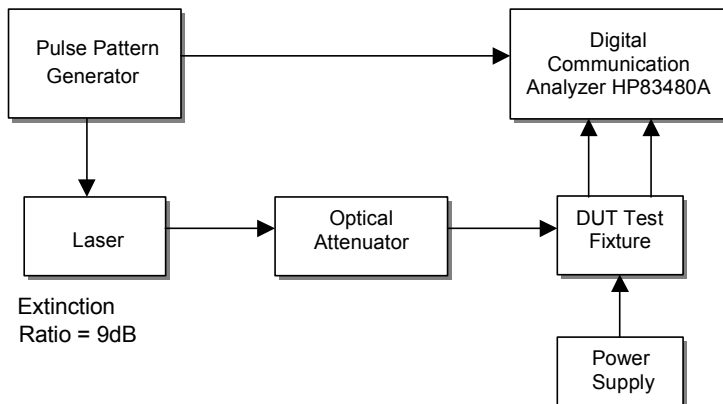 Pulse Pattern
Generator
Digital
Communication
Analyzer HP83480A
Laser
Optical
Attenuator
DUT Test
Fixture
Extinction
Ratio = 9dB
Power
Supply